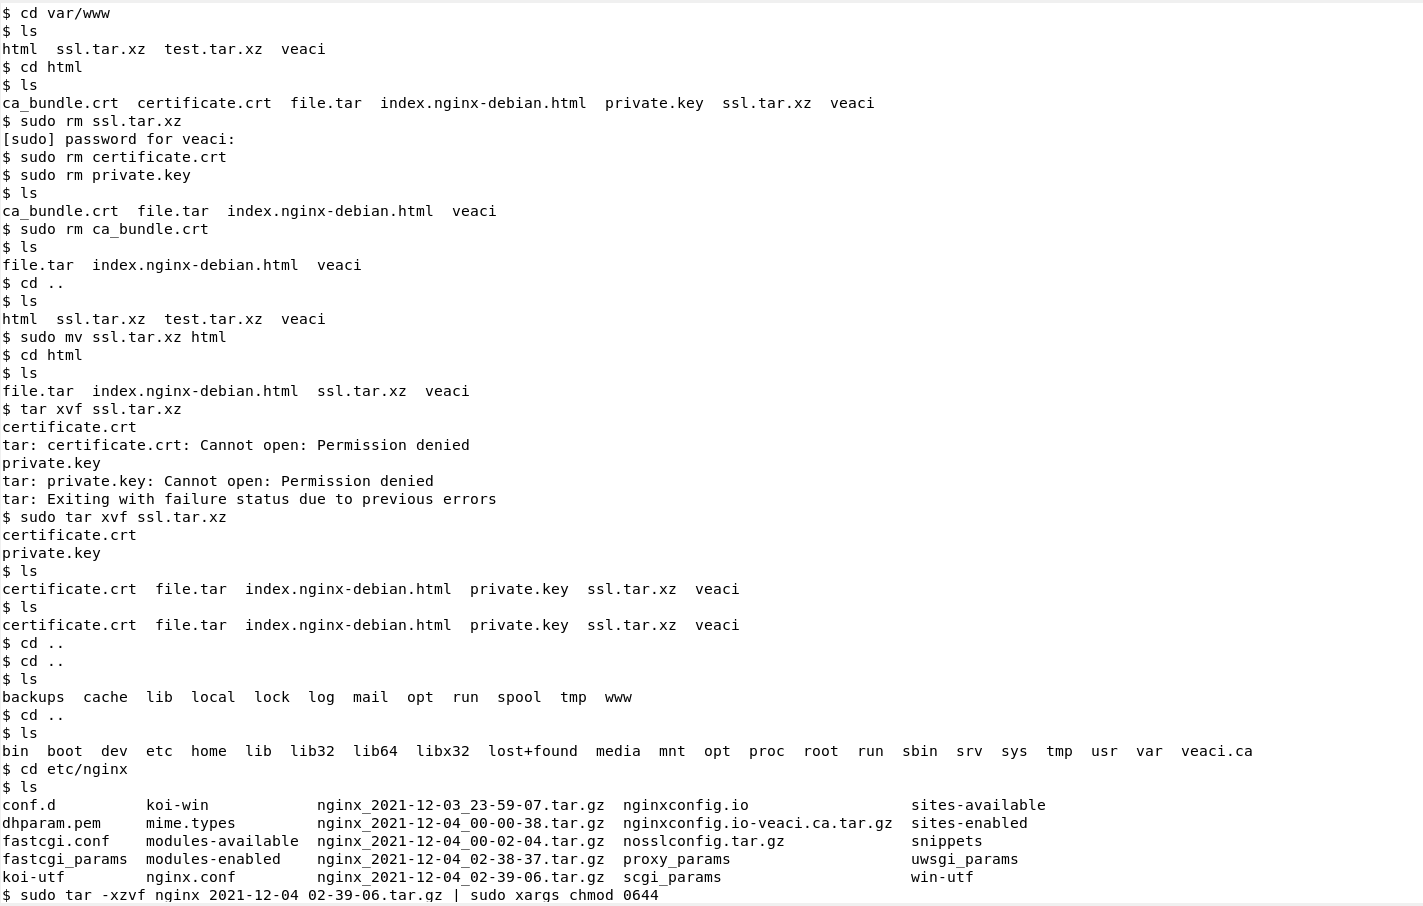 $ cd var/www
$ ls
html  ssl.tar.xz  test.tar.xz  veaci
$ cd html
$ ls
ca_bundle.crt  certificate.crt  file.tar  index.nginx-debian.html  private.key  ssl.tar.xz  veaci
$ sudo rm ssl.tar.xz
[sudo] password for veaci:
$ sudo rm certificate.crt
$ sudo rm private.key
$ ls
ca_bundle.crt  file.tar  index.nginx-debian.html  veaci
$ sudo rm ca_bundle.crt
$ ls
file.tar  index.nginx-debian.html  veaci
$ cd ..
$ ls
html  ssl.tar.xz  test.tar.xz  veaci
$ sudo mv ssl.tar.xz html
$ cd html
$ ls
file.tar  index.nginx-debian.html  ssl.tar.xz  veaci
$ tar xvf ssl.tar.xz
certificate.crt
tar: certificate.crt: Cannot open: Permission denied
private.key
tar: private.key: Cannot open: Permission denied
tar: Exiting with failure status due to previous errors
$ sudo tar xvf ssl.tar.xz
certificate.crt
private.key
$ ls
certificate.crt  file.tar  index.nginx-debian.html  private.key  ssl.tar.xz  veaci
$ ls
certificate.crt  file.tar  index.nginx-debian.html  private.key  ssl.tar.xz  veaci
$ cd ..
$ cd ..
$ ls
backups  cache  lib  local  lock  log  mail  opt  run  spool  tmp  www
$ cd ..
$ ls
bin  boot  dev  etc  home  lib  lib32  lib64  libx32  lost+found  media  mnt  opt  proc  root  run  sbin  srv  sys  tmp  usr  var  veaci.ca
$ cd etc/nginx
$ ls
conf.d          koi-win            nginx_2021-12-03_23-59-07.tar.gz  nginxconfig.io                  sites-available
dhparam.pem     mime.types         nginx_2021-12-04_00-00-38.tar.gz  nginxconfig.io-veaci.ca.tar.gz  sites-enabled
fastcgi.conf    modules-available  nginx_2021-12-04_00-02-04.tar.gz  nosslconfig.tar.gz              snippets
fastcgi_params  modules-enabled    nginx_2021-12-04_02-38-37.tar.gz  proxy_params                    uwsgi_params
koi-utf         nginx.conf         nginx_2021-12-04_02-39-06.tar.gz  scgi_params                     win-utf
$ sudo tar -xzvf nginx_2021-12-04_02-39-06.tar.gz | sudo xargs chmod 0644